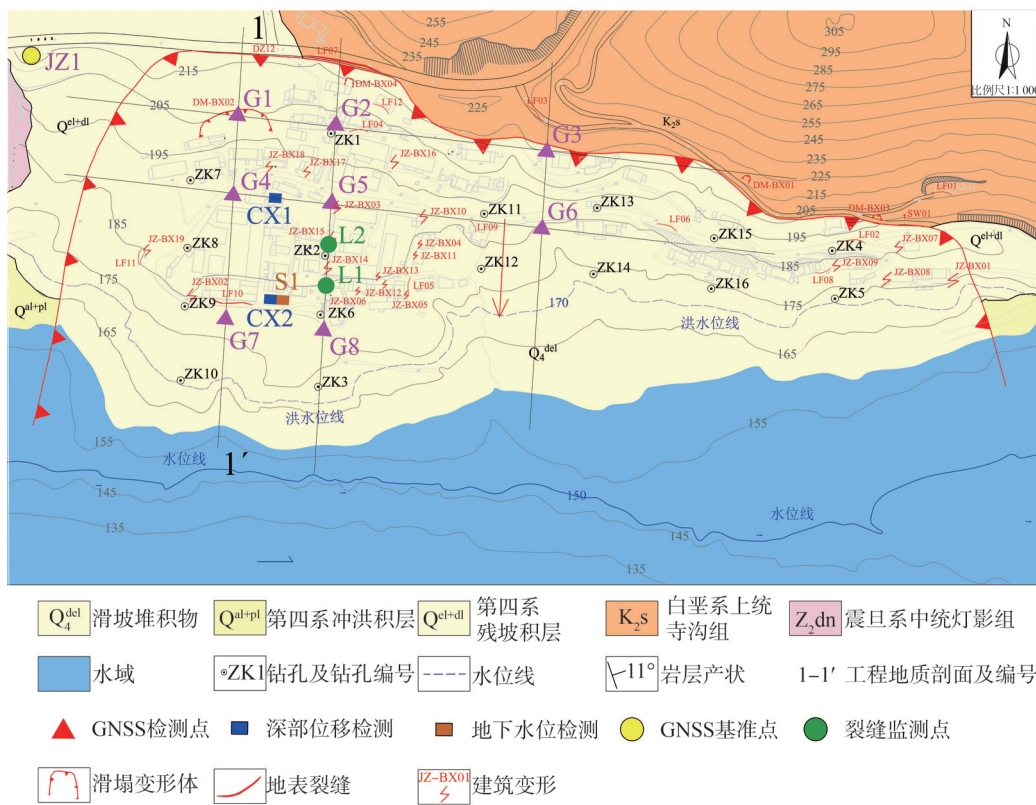 1
N
比例尺1:1 000
JZ1
DZ12
LF07
255
245
235
305
295
285
275
265
255
245
235
225
215
205
215
205
195
185
175
165
DM-BX04
DM-BX02
G1
G2
LF12
LF04
ZK1
LF03
225
K₂s
G3
Q^el+dl
JZ-BX18
JZ-BX17
JZ-BX16
ZK7
G4
CX1
G5
JZ-BX03
JZ-BX10
ZK11
ZK13
G6
DM-BX01
LF01
DM-BX03
SW01
LF06
LF09
ZK15
LF02
ZK4
JZ-BX07
Q^el+dl
JZ-BX19
ZK8
LF11
JZ-BX15
L2
ZK2
JZ-BX14
JZ-BX04
JZ-BX11
ZK12
ZK14
195
185
175
JZ-BX09
LF08
JZ-BX08
JZ-BX01
ZK16
ZK5
S1
L1
JZ-BX13
JZ-BX12
LF05
JZ-BX05
JZ-BX02
LF10
ZK9
CX2
JZ-BX06
ZK6
G7
G8
170
洪水位线
165
Q^al+pl
Q₄^del
ZK10
ZK3
洪水位线
155
155
水位线
1′
150
水位线
145
145
135
135
Q₄^del 滑坡堆积物
Q^al+pl 第四系冲洪积层
Q^el+dl 第四系
残坡积层
K₂s 白垩系上统
寺沟组
Z₂dn 震旦系中统灯影组
水域
ZK1 钻孔及钻孔编号
水位线
11° 岩层产状
1-1′ 工程地质剖面及编号
GNSS检测点
深部位移检测
地下水位检测
GNSS基准点
裂缝监测点
滑塌变形体
地表裂缝
JZ-BX01 建筑变形